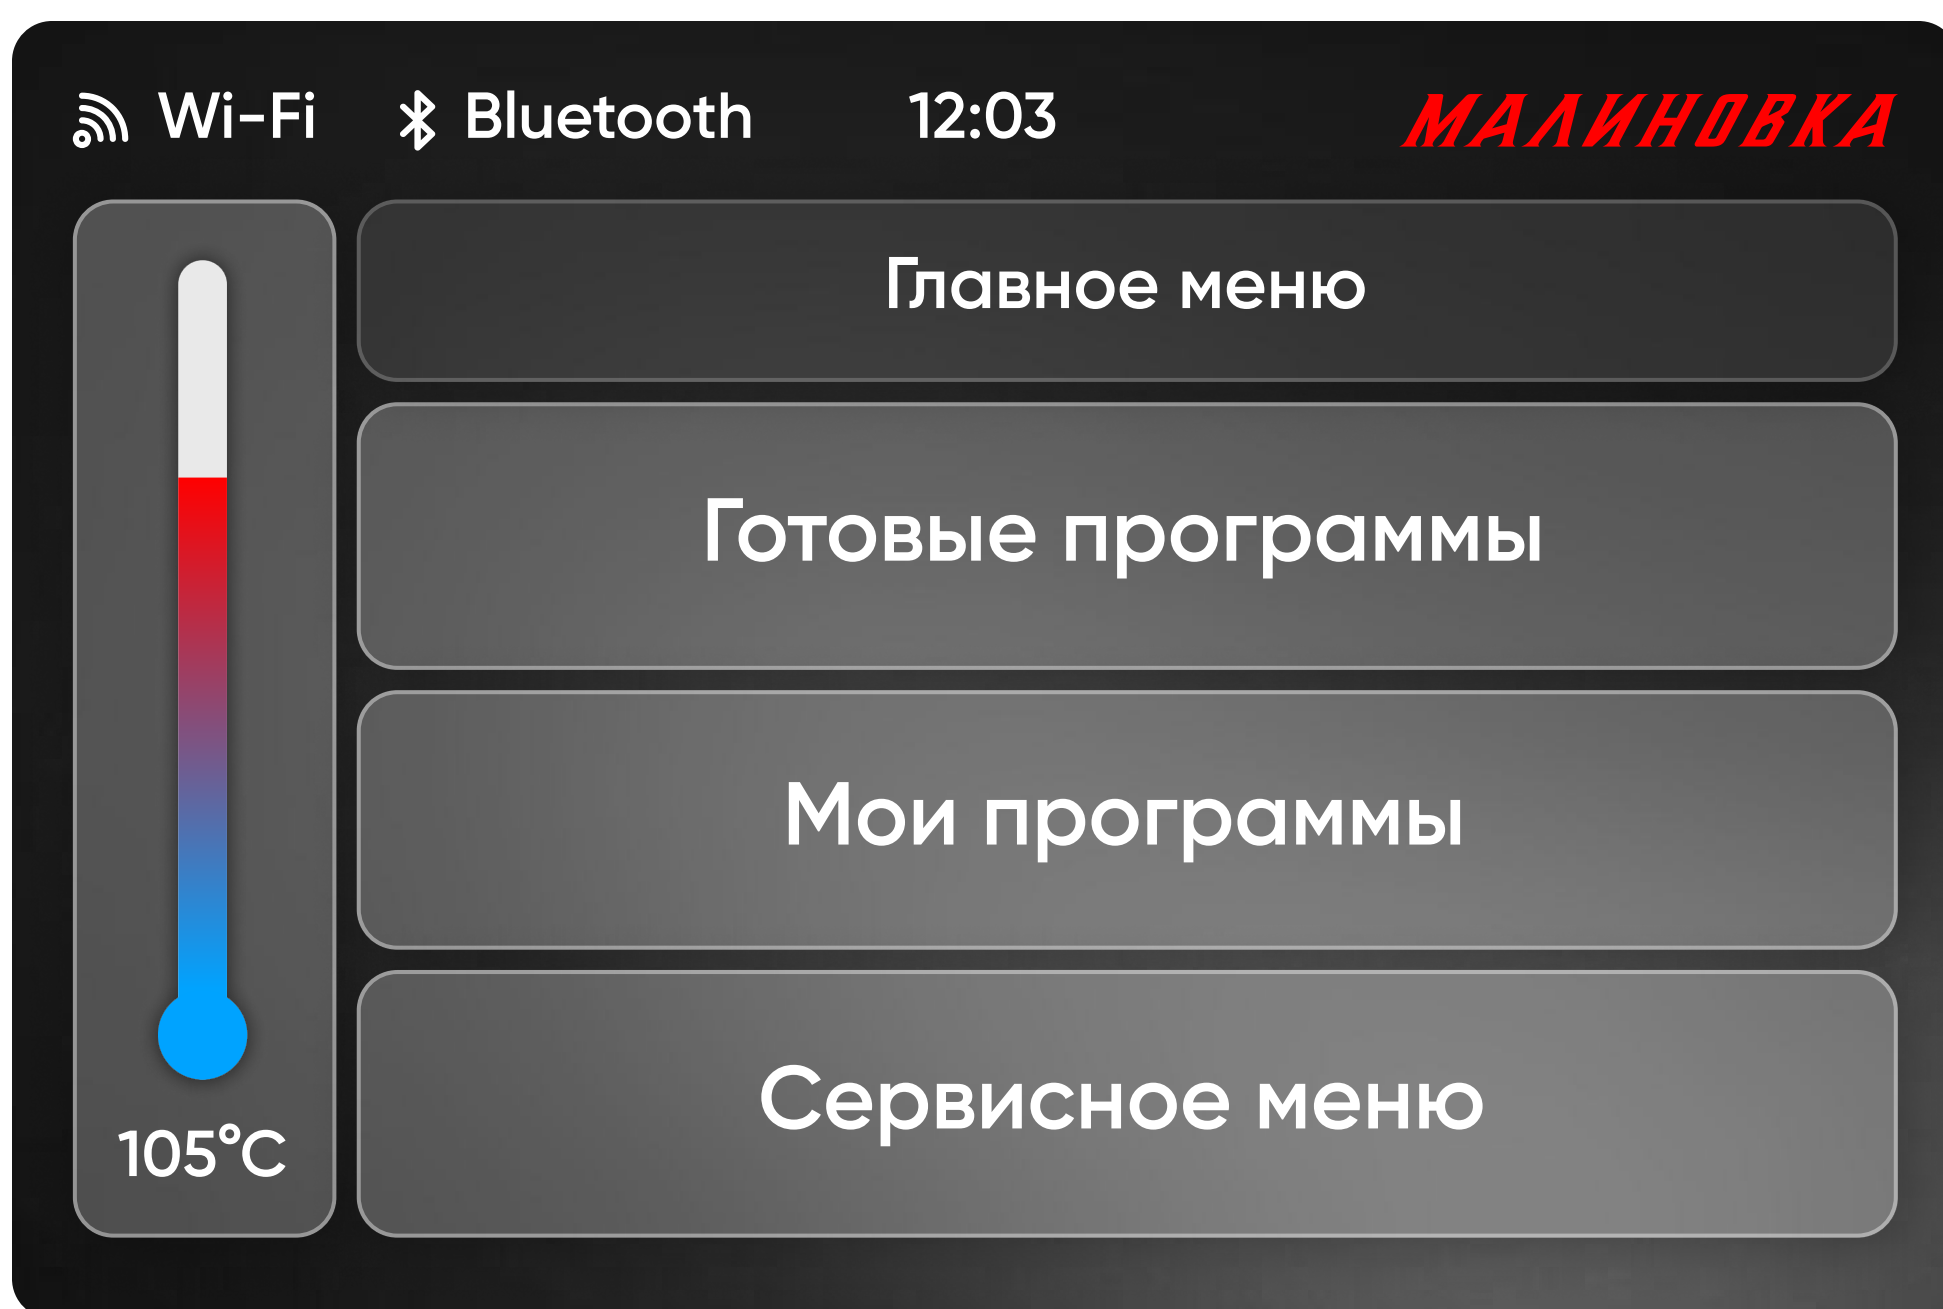 Wi-Fi Bluetooth 12:03 МАЛИНОВКА
Главное меню
Готовые программы
Мои программы
Сервисное меню
105°C